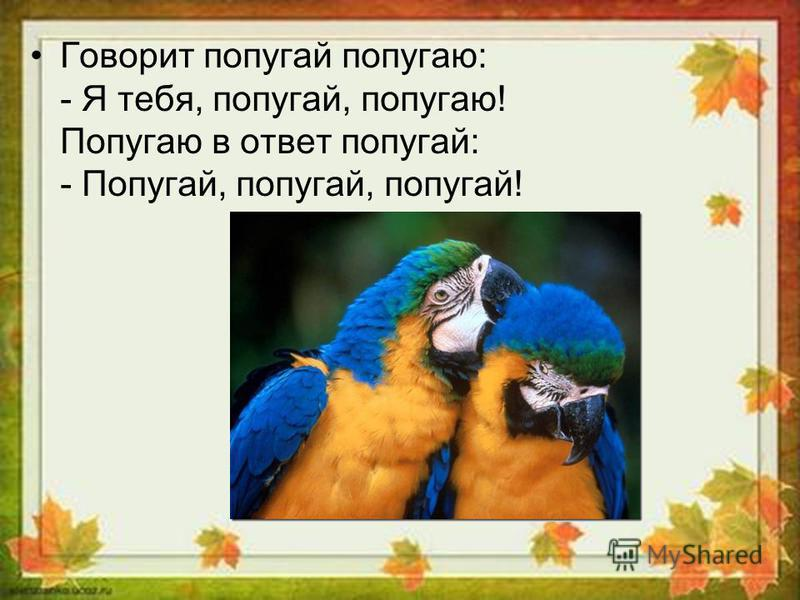 • Говорит попугай попугаю:
- Я тебя, попугай, попугаю!
Попугаю в ответ попугай:
- Попугай, попугай, попугай!
MyShared